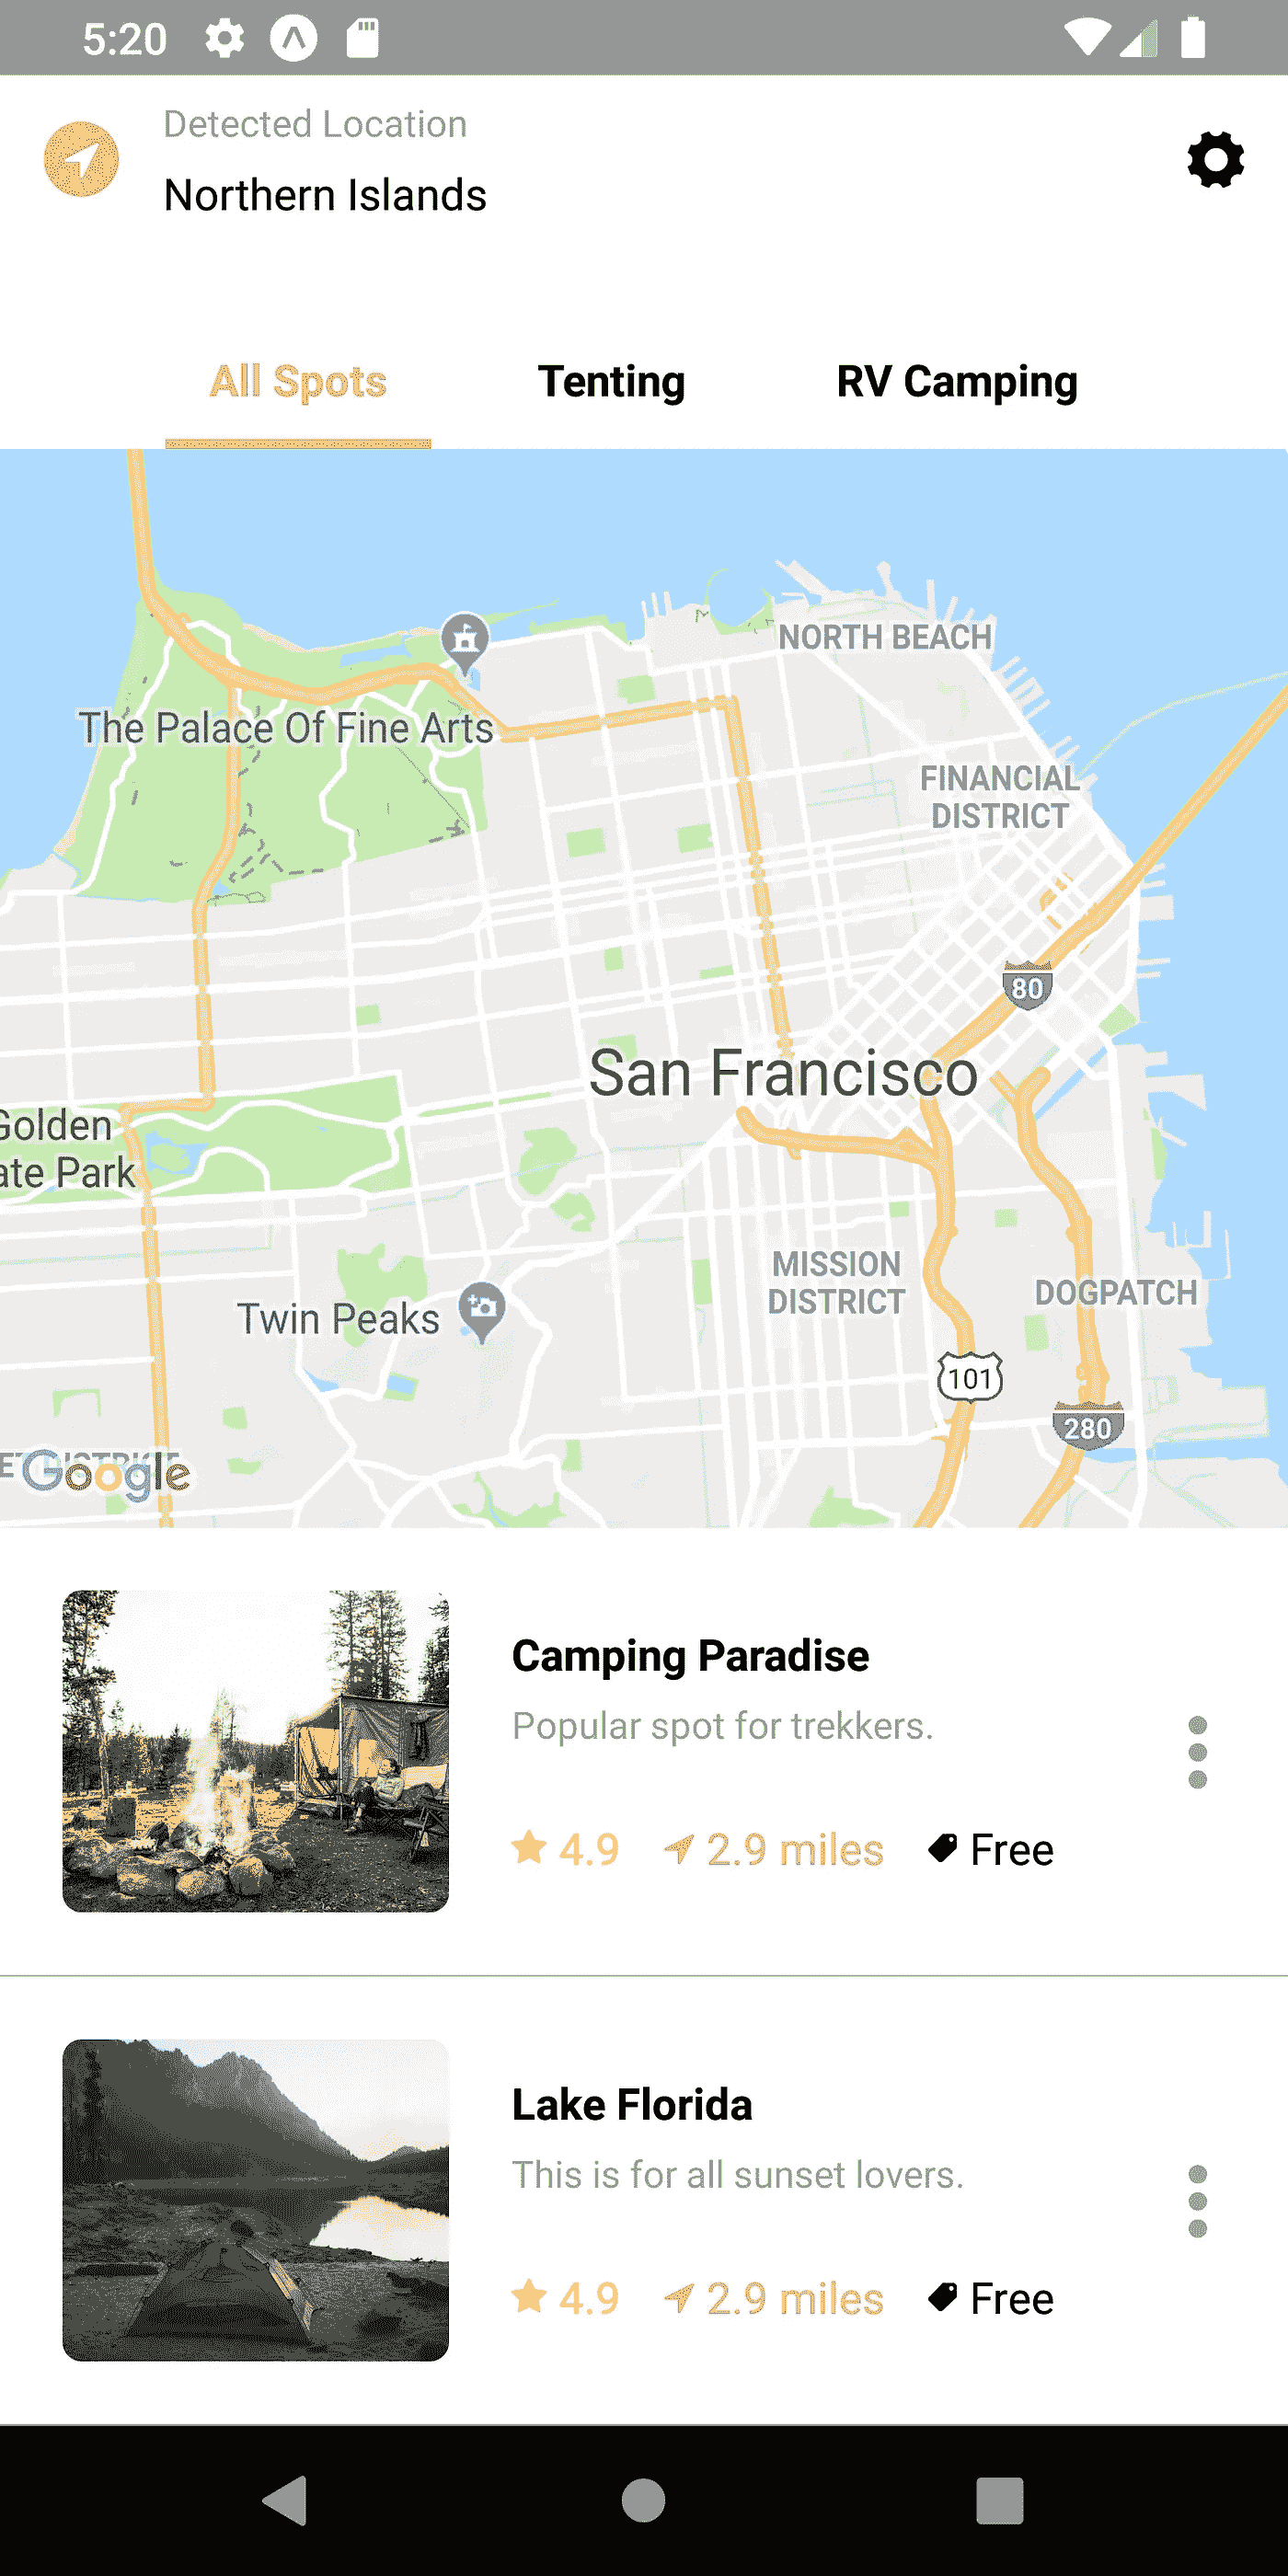 5:20
Detected Location
Northern Islands
All Spots
Tenting
RV Camping
NORTH BEACH
The Palace Of Fine Arts
FINANCIAL
DISTRICT
80
San Francisco
Golden
ate Park
MISSION
DISTRICT
DOGPATCH
Twin Peaks
101
280
Google
Camping Paradise
Popular spot for trekkers.
4.9 2.9 miles Free
Lake Florida
This is for all sunset lovers.
4.9 2.9 miles Free